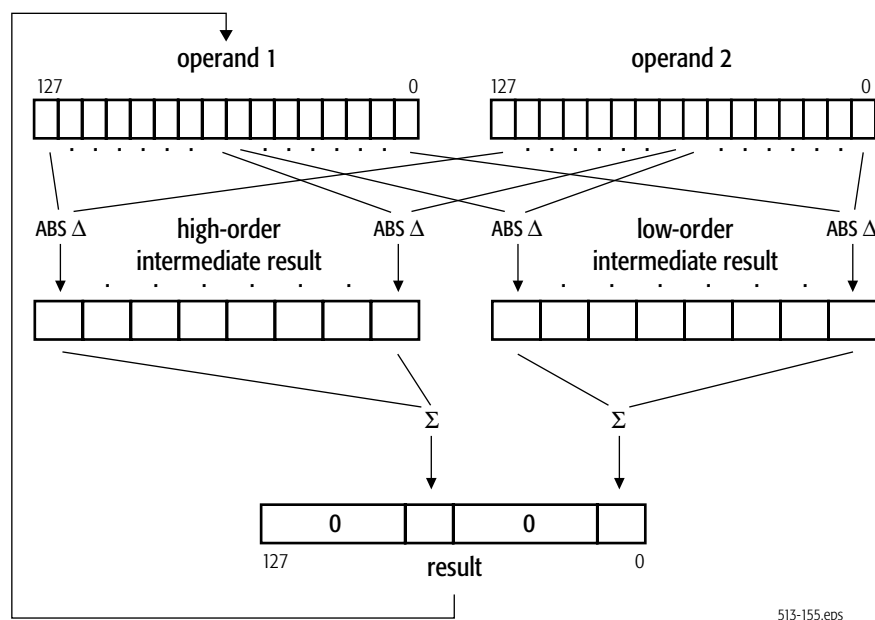 operand 1 operand 2
127 0 127 0
. . . . . . . . . . . . . . . . . . . . . . . .
ABS Δ high-order ABS Δ ABS Δ low-order ABS Δ
intermediate result intermediate result
. . . . . . . . . . . .
Σ Σ
0 0
127 result 0
513-155.eps